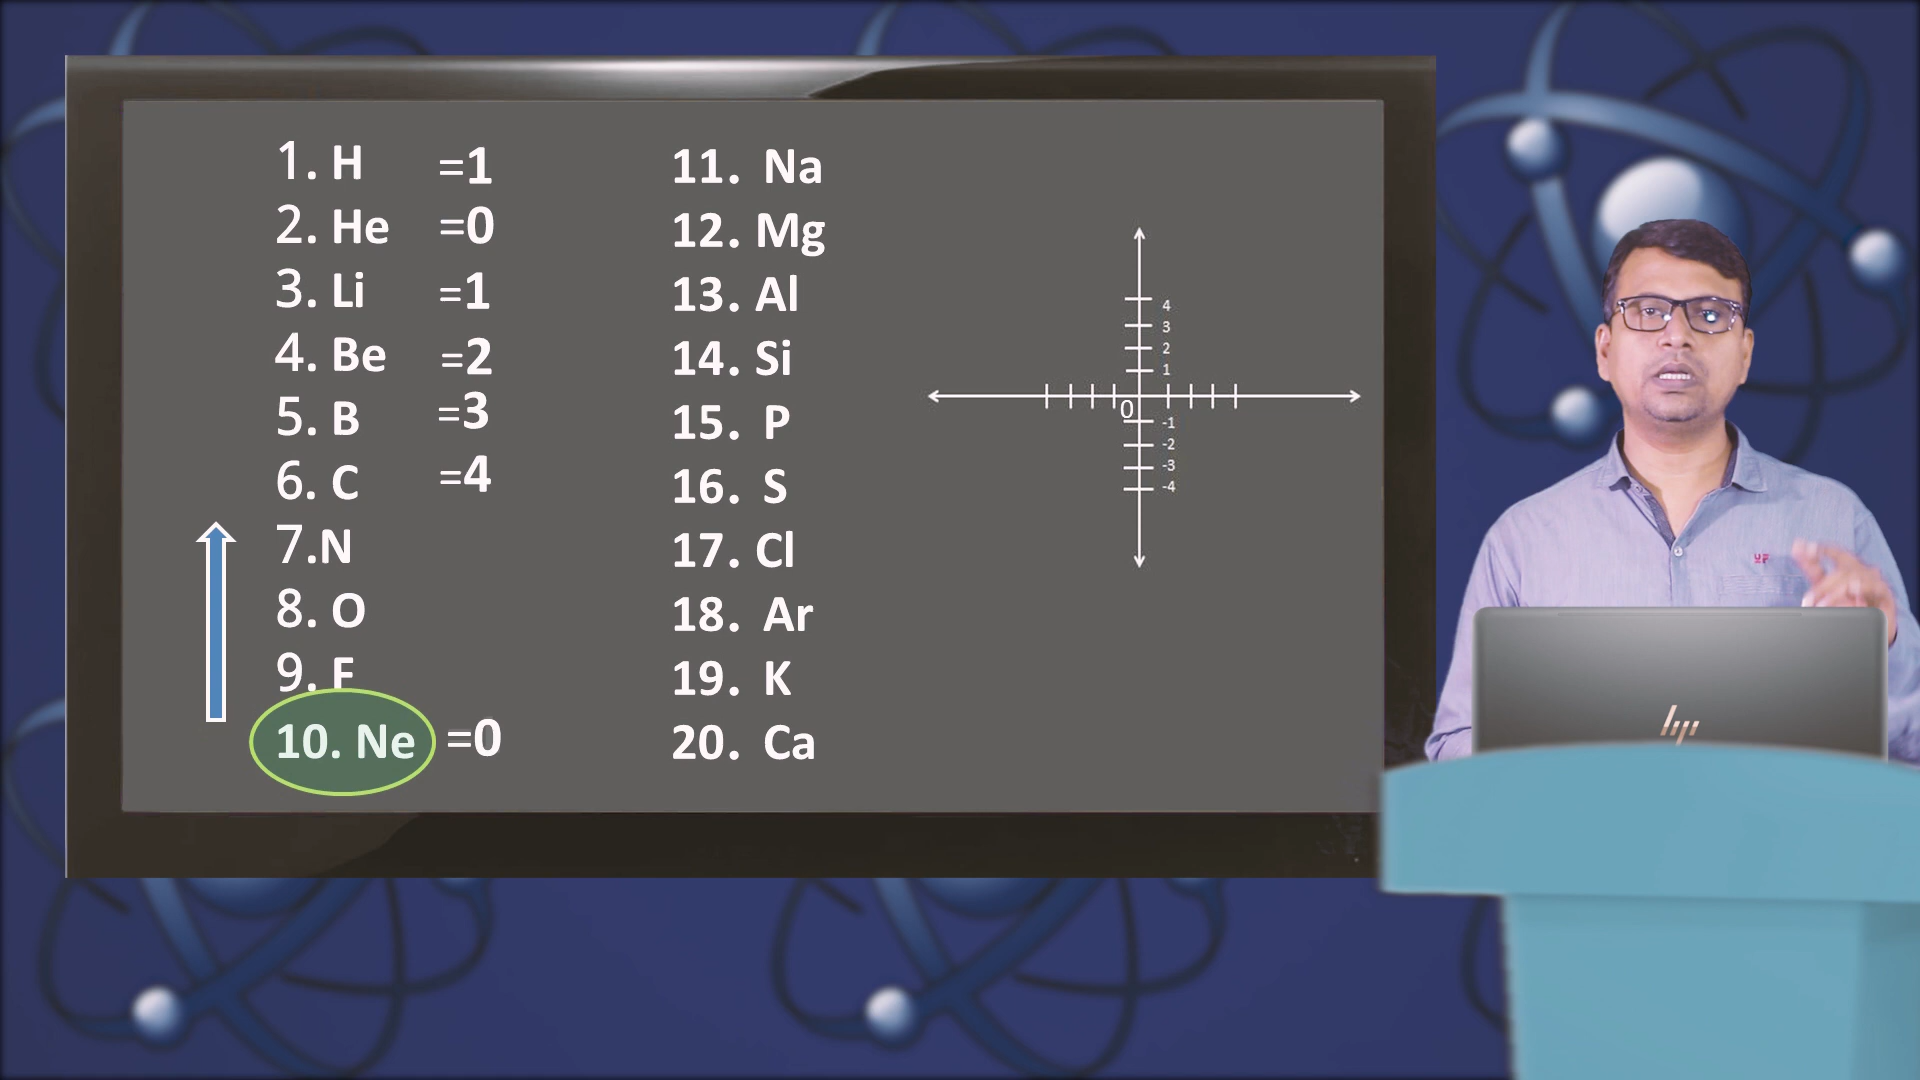 1. H =1
2. He =0
3. Li =1
4. Be =2
5. B =3
6. C =4
7.N
8. O
9. F
10. Ne =0
11. Na
12. Mg
13. Al
14. Si
15. P
16. S
17. Cl
18. Ar
19. K
20. Ca
4
3
2
1
0
-1
-2
-3
-4
UF
hp